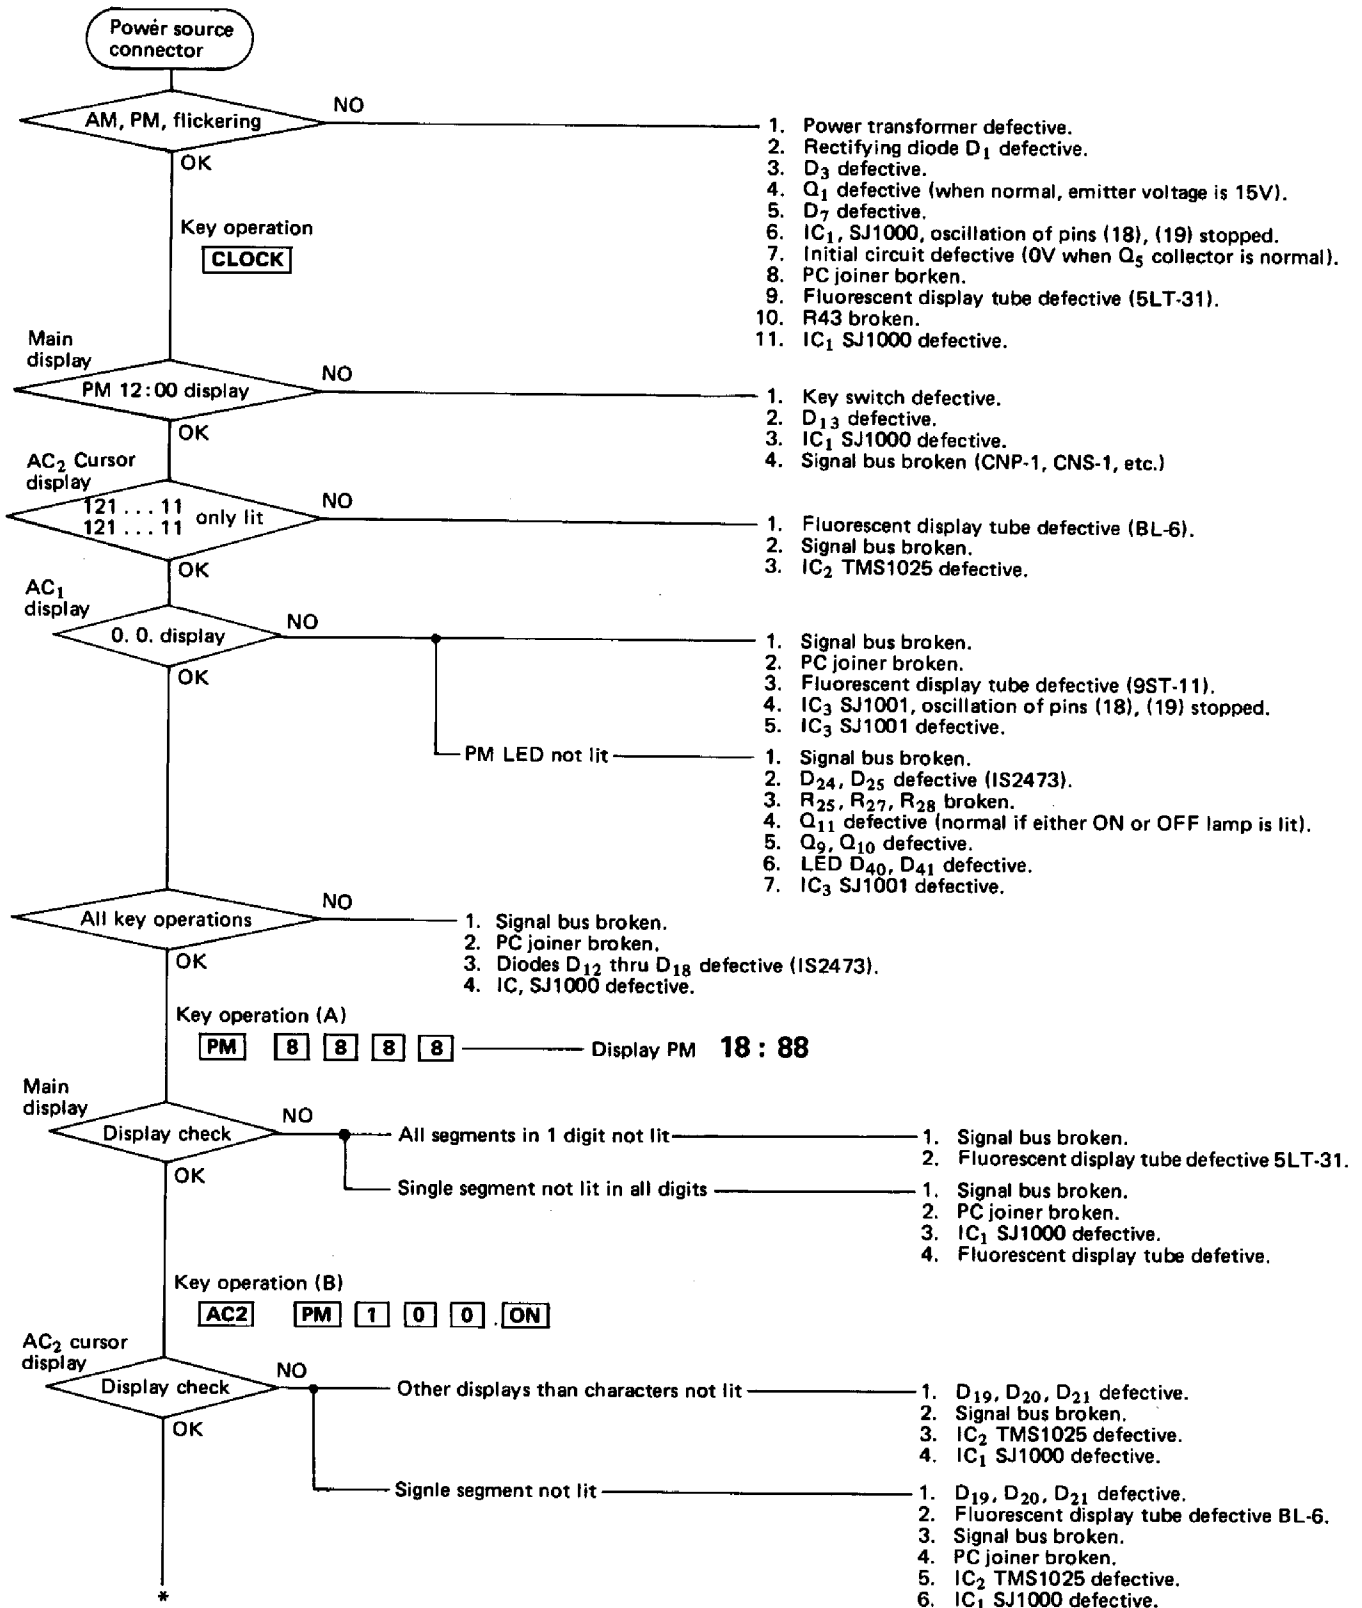 Power source
connector
AM, PM, flickering
NO
OK
1. Power transformer defective.
2. Rectifying diode D1 defective.
3. D3 defective.
4. Q1 defective (when normal, emitter voltage is 15V).
5. D7 defective.
6. IC1, SJ1000, oscillation of pins (18), (19) stopped.
7. Initial circuit defective (0V when Q5 collector is normal).
8. PC joiner borken.
9. Fluorescent display tube defective (5LT-31).
10. R43 broken.
11. IC1 SJ1000 defective.
Key operation
CLOCK
Main
display
PM 12:00 display
NO
OK
1. Key switch defective.
2. D13 defective.
3. IC1 SJ1000 defective.
4. Signal bus broken (CNP-1, CNS-1, etc.)
AC2 Cursor
display
121 . . . 11
121 . . . 11 only lit
NO
OK
1. Fluorescent display tube defective (BL-6).
2. Signal bus broken.
3. IC2 TMS1025 defective.
AC1
display
0. 0. display
NO
OK
1. Signal bus broken.
2. PC joiner broken.
3. Fluorescent display tube defective (9ST-11).
4. IC3 SJ1001, oscillation of pins (18), (19) stopped.
5. IC3 SJ1001 defective.
PM LED not lit
1. Signal bus broken.
2. D24, D25 defective (IS2473).
3. R25, R27, R28 broken.
4. Q11 defective (normal if either ON or OFF lamp is lit).
5. Q9, Q10 defective.
6. LED D40, D41 defective.
7. IC3 SJ1001 defective.
All key operations
NO
OK
1. Signal bus broken.
2. PC joiner broken.
3. Diodes D12 thru D18 defective (IS2473).
4. IC, SJ1000 defective.
Key operation (A)
PM 8 8 8 8 Display PM 18 : 88
Main
display
Display check
NO
OK
All segments in 1 digit not lit
1. Signal bus broken.
2. Fluorescent display tube defective 5LT-31.
Single segment not lit in all digits
1. Signal bus broken.
2. PC joiner broken.
3. IC1 SJ1000 defective.
4. Fluorescent display tube defetive.
Key operation (B)
AC2 PM 1 0 0 . ON
AC2 cursor
display
Display check
NO
OK
Other displays than characters not lit
1. D19, D20, D21 defective.
2. Signal bus broken.
3. IC2 TMS1025 defective.
4. IC1 SJ1000 defective.
Signle segment not lit
1. D19, D20, D21 defective.
2. Fluorescent display tube defective BL-6.
3. Signal bus broken.
4. PC joiner broken.
5. IC2 TMS1025 defective.
6. IC1 SJ1000 defective.
*